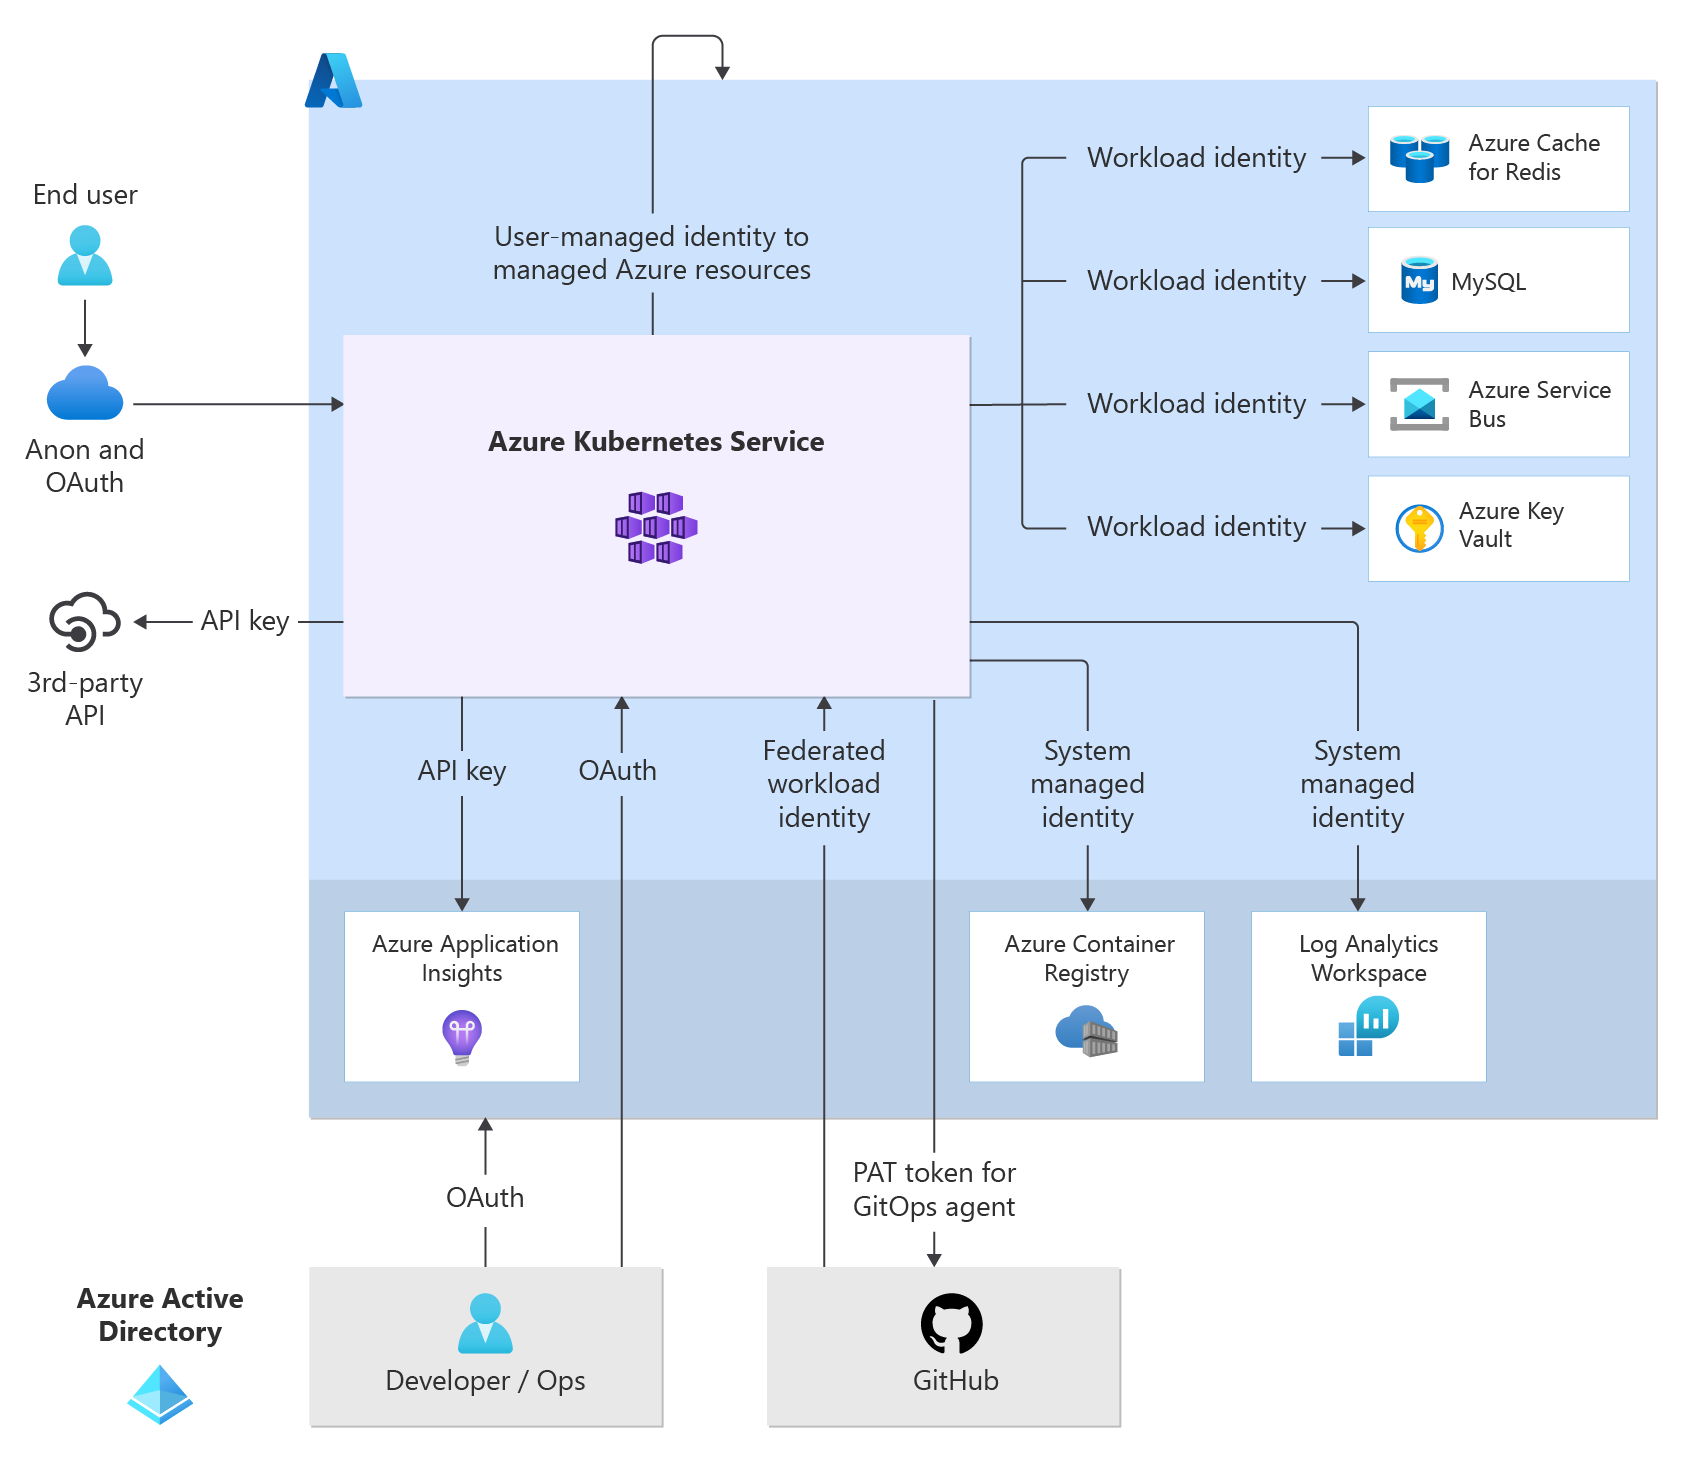 End user
Anon and
OAuth
User-managed identity to
managed Azure resources
Workload identity
Azure Cache
for Redis
Workload identity
My
MySQL
Workload identity
Azure Service
Bus
Workload identity
Azure Key
Vault
Azure Kubernetes Service
API key
3rd-party
API
API key
OAuth
Federated
workload
identity
System
managed
identity
System
managed
identity
Azure Application
Insights
Azure Container
Registry
Log Analytics
Workspace
OAuth
PAT token for
GitOps agent
Azure Active
Directory
Developer / Ops
GitHub